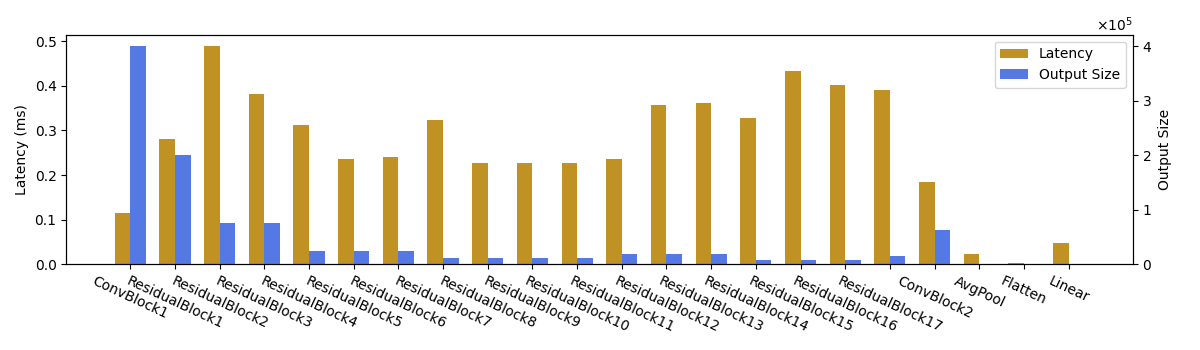 ×10⁵
0.5
0.4
0.3
0.2
0.1
0.0
Latency (ms)
4
3
2
1
0
Output Size
Latency
Output Size
ConvBlock1
ResidualBlock1
ResidualBlock2
ResidualBlock3
ResidualBlock4
ResidualBlock5
ResidualBlock6
ResidualBlock7
ResidualBlock8
ResidualBlock9
ResidualBlock10
ResidualBlock11
ResidualBlock12
ResidualBlock13
ResidualBlock14
ResidualBlock15
ResidualBlock16
ResidualBlock17
ConvBlock2
AvgPool
Flatten
Linear